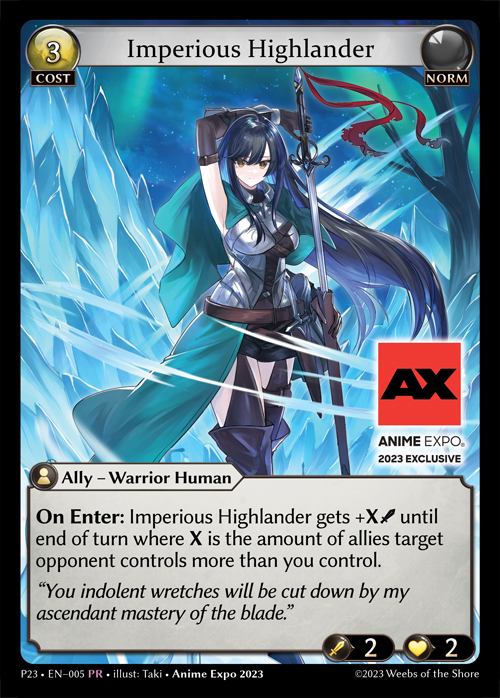 3
Imperious Highlander
COST
NORM
AX
ANIME EXPO®
2023 EXCLUSIVE
Ally – Warrior Human
On Enter: Imperious Highlander gets +X until
end of turn where X is the amount of allies target
opponent controls more than you control.
“You indolent wretches will be cut down by my
ascendant mastery of the blade.”
2 2
P23 • EN–005 PR • illust: Taki • Anime Expo 2023 ©2023 Weebs of the Shore